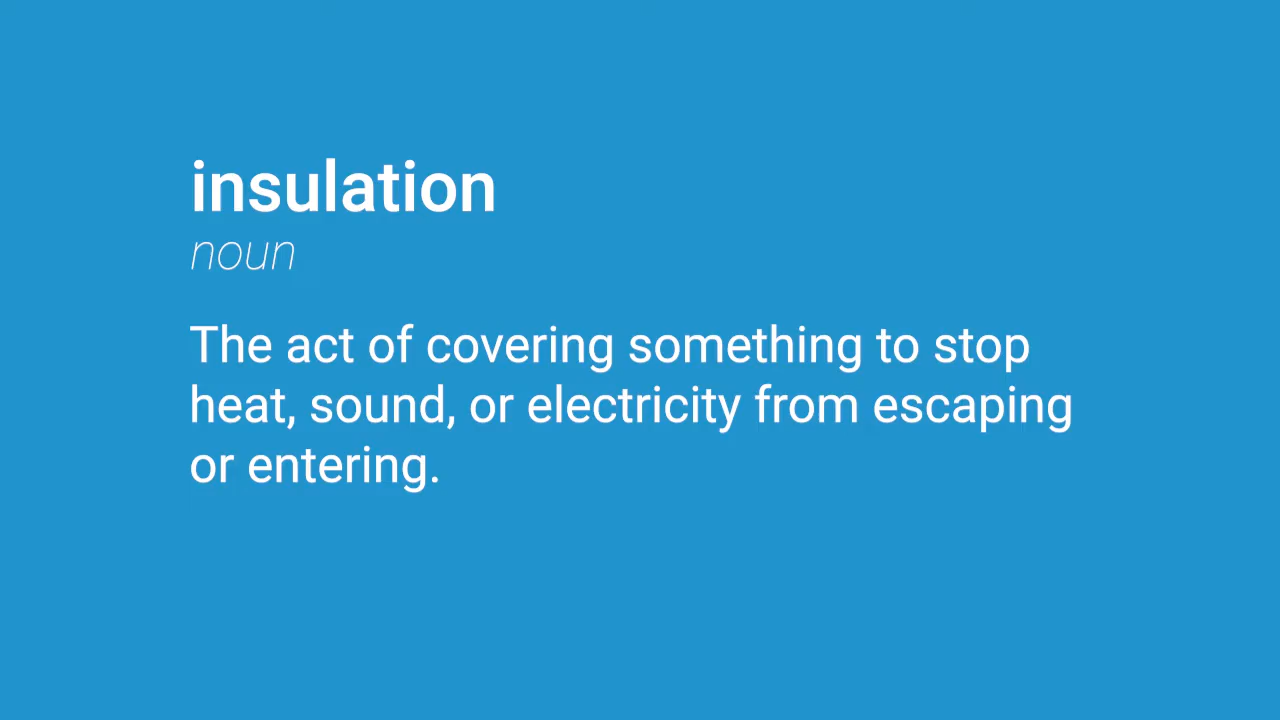 insulation
noun
The act of covering something to stop
heat, sound, or electricity from escaping
or entering.